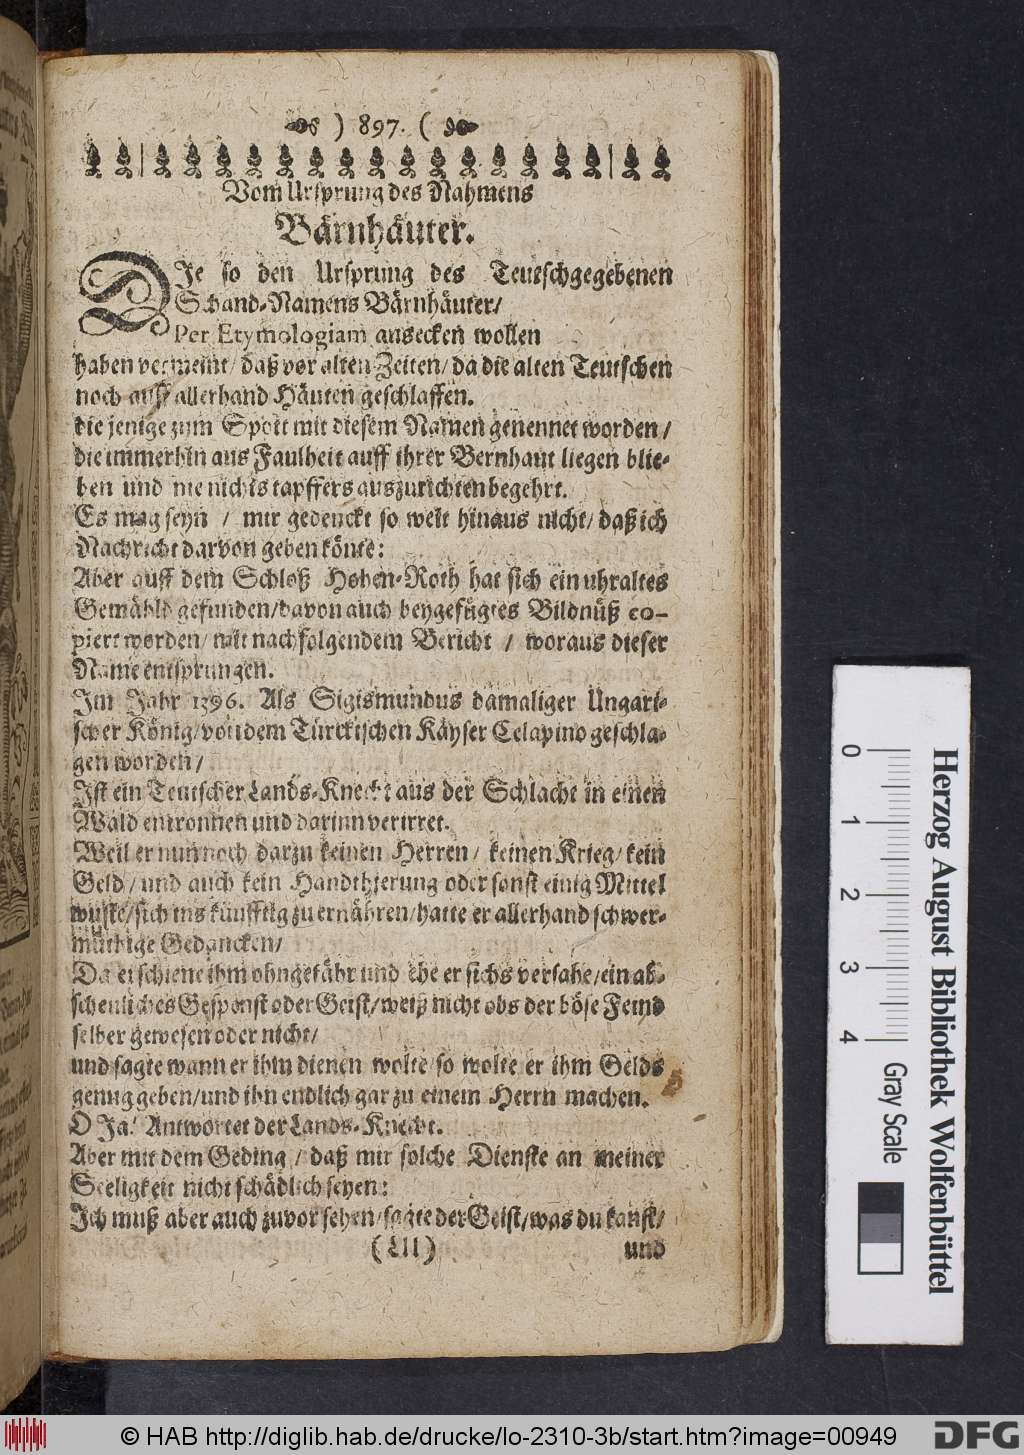 ) 897. (
Vom Ursprung des Nahmens
Bärnhäuter.
DJe so den Ursprung des Teutschgegebenen
Schand-Namens Bärnhäuter/
Per Etymologiam ansecken wollen
haben vermeint/ daß vor alten Zeiten/ da die alten Teutschen
noch auff allerhand Häuten geschlaffen.
die jenige zum Spott mit diesem Namen genennet worden/
die immerhin aus Faulheit auff ihrer Bernhaut liegen blie-
ben und nie nichts tapffers auszurichten begehrt.
Es mag seyn / mir gedenckt so weit hinaus nicht/ daß ich
Nachricht darvon geben könte:
Aber auff dem Schloß Hohen-Roth hat sich ein uhraltes
Gemähld gefunden/davon auch beygefügtes Bildnüß co-
piert worden/ mit nachfolgendem Bericht / woraus dieser
Name entsprungen.
Jm Jahr 1396. Als Sigismundus damaliger Ungari-
scher König/ von dem Türckischen Käyser Celapino geschla-
gen worden/
Jst ein Teutscher Lands-Knecht aus der Schlacht in einen
Wald entronnen und darinn verirret.
Weil er nun noch darzu keinen Herren/ keinen Krieg/ kein
Geld/ und auch kein Handthierung oder sonst einig Mittel
wuste/ sich ins künfftig zu ernähren/ hatte er allerhand schwer-
müthige Gedancken/
Da erschiene ihm ohngefähr und ehe er sichs versahe/ ein ab-
scheuliches Gesponst oder Geist/ weiß nicht obs der böse Feind
selber gewesen oder nicht/
und sagte wann er ihm dienen wolte/ so wolte er ihm Gelds
genug geben/ und ihn endlich gar zu einem Herrn machen.
O Ja! Antwortet der Lands-Knecht.
Aber mit dem Geding / daß mir solche Dienste an meiner
Seeligkeit nicht schädlich seyen:
Jch muß aber auch zuvor sehen/ sagte der Geist/ was du kanst/
(Lll) und
0 1 2 3 4
Gray Scale
Herzog August Bibliothek Wolfenbüttel
© HAB http://diglib.hab.de/drucke/lo-2310-3b/start.htm?image=00949
DFG